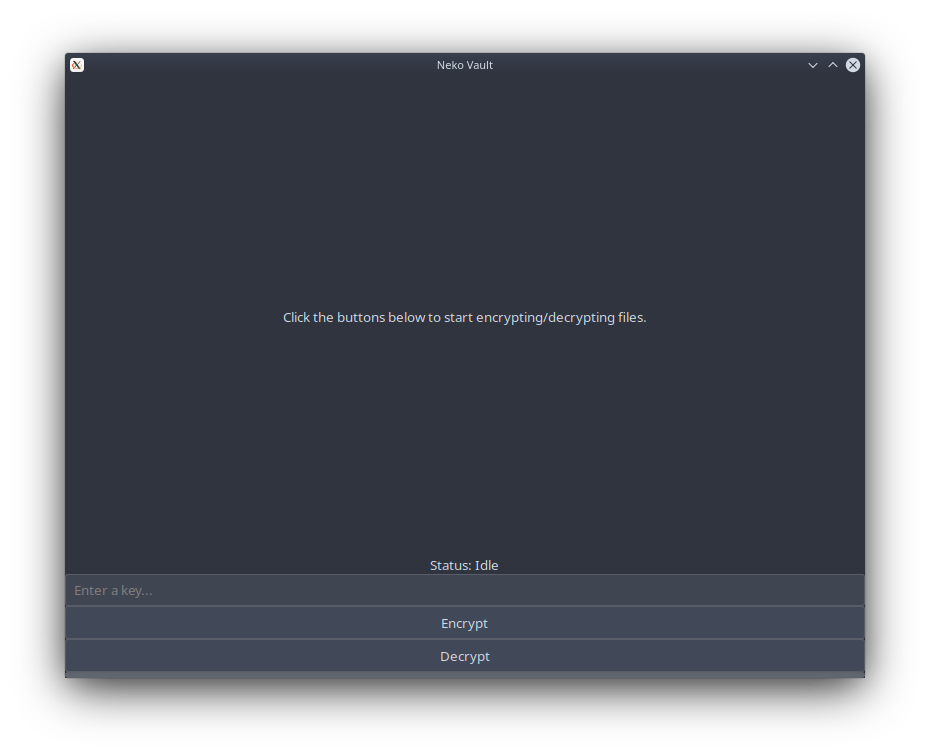 Neko Vault
Click the buttons below to start encrypting/decrypting files.
Status: Idle
Enter a key...
Encrypt
Decrypt